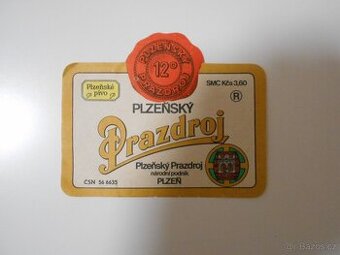 PLZEŇSKÝ
12°
PRAZDROJ
Plzeňské
pivo
SMC Kčs 3,60
PLZEŇSKÝ
R
Prazdroj
Plzeňský Prazdroj
národní podnik
PLZEŇ
ČSN 56 6635